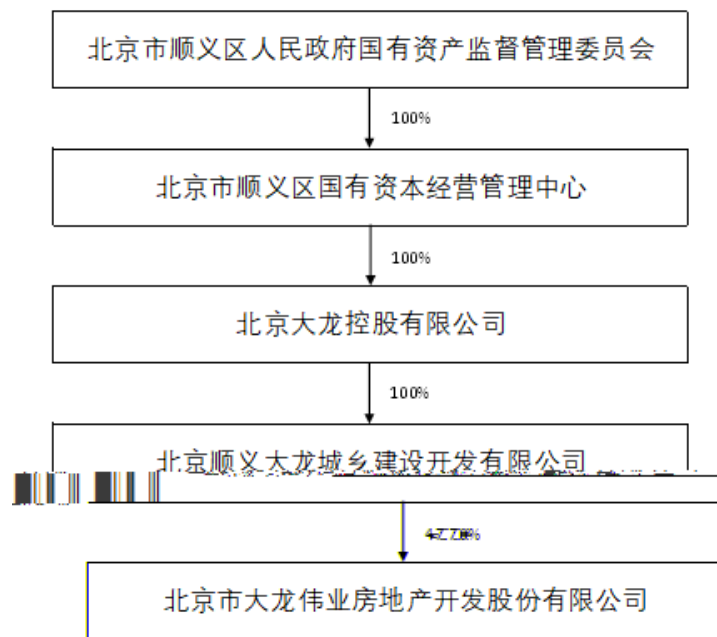 北京市顺义区人民政府国有资产监督管理委员会
100%
北京市顺义区国有资本经营管理中心
100%
北京大龙控股有限公司
100%
北京顺义大龙城乡建设开发有限公司
北京市大龙伟业房地产开发股份有限公司